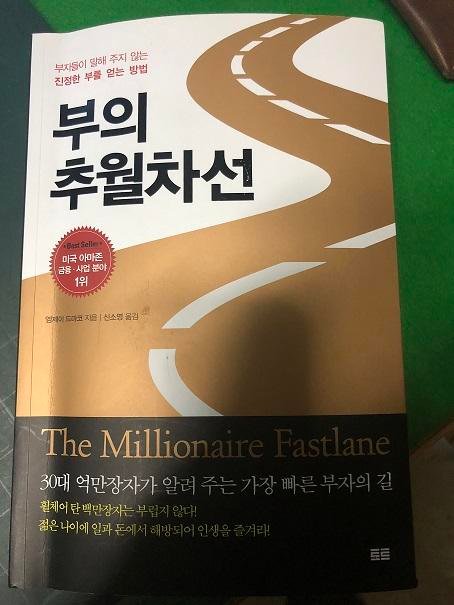 부자들이 말해 주지 않는
진정한 부를 얻는 방법
부의
추월차선
Best Seller
미국 아마존
금융·사업 분야
1위
엠제이 드마코 지음 | 신소영 옮김
The Millionaire Fastlane
30대 억만장자가 알려 주는 가장 빠른 부자의 길
휠체어 탄 백만장자는 부럽지 않다!
젊은 나이에 일과 돈에서 해방되어 인생을 즐겨라!
토트